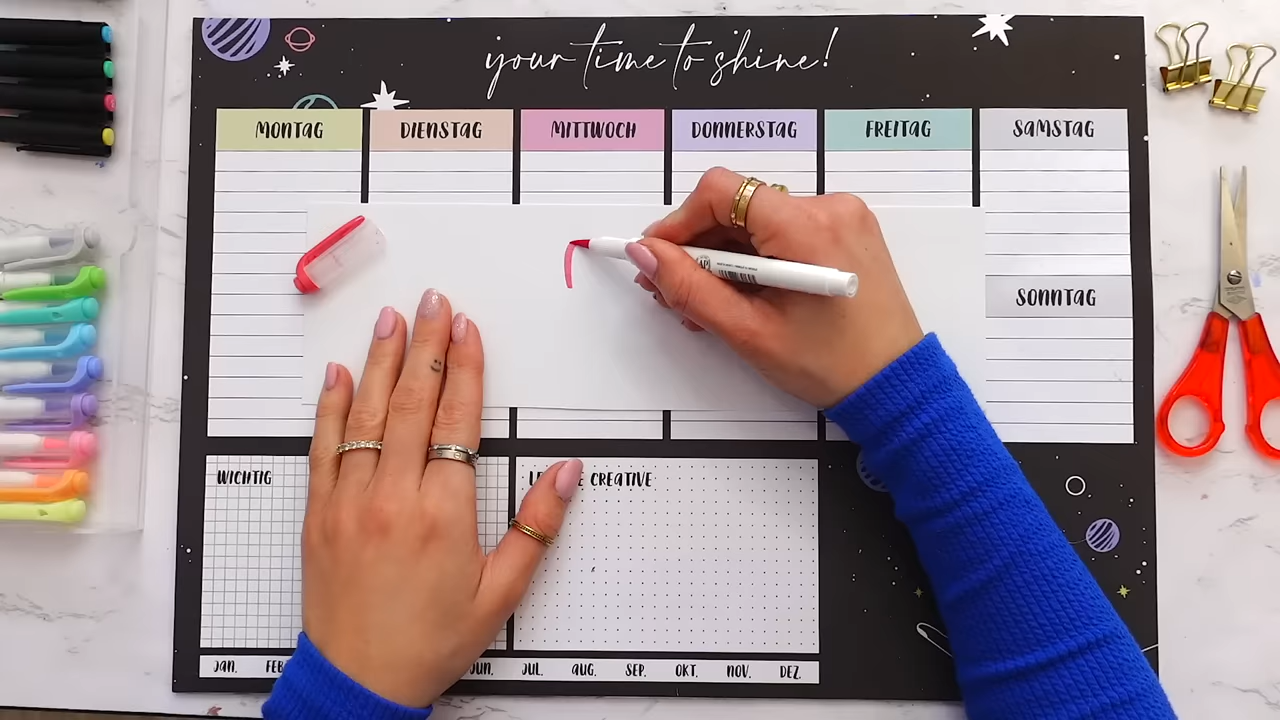 your time to shine!
MONTAG DIENSTAG MITTWOCH DONNERSTAG FREITAG SAMSTAG
SONNTAG
WICHTIG
CREATIVE
JAN. JUL. AUG. SEP. OKT. NOV. DEZ.